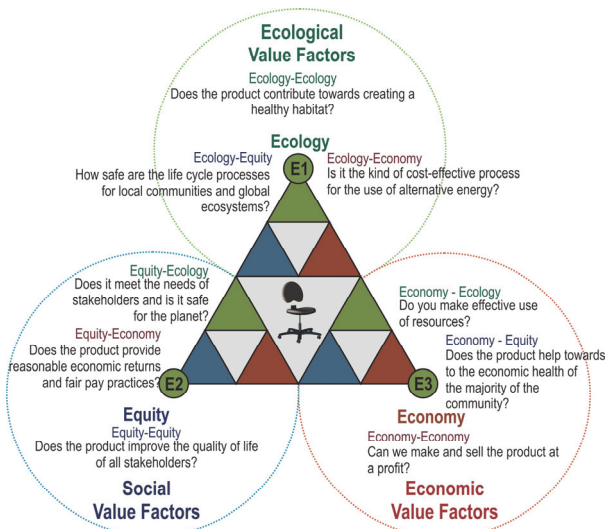 Ecological
Value Factors
Ecology-Ecology
Does the product contribute towards creating a
healthy habitat?
Ecology
Ecology-Equity
How safe are the life cycle processes
for local communities and global
ecosystems?
E1
Ecology-Economy
Is it the kind of cost-effective process
for the use of alternative energy?
Equity-Ecology
Does it meet the needs of
stakeholders and is it safe
for the planet?
Equity-Economy
Does the product provide
reasonable economic returns
and fair pay practices?
E2
Equity
Equity-Equity
Does the product improve the quality of life
of all stakeholders?
Social
Value Factors
Economy - Ecology
Do you make effective use
of resources?
Economy - Equity
Does the product help towards
to the economic health of
the majority of the
community?
E3
Economy
Economy-Economy
Can we make and sell the product at
a profit?
Economic
Value Factors